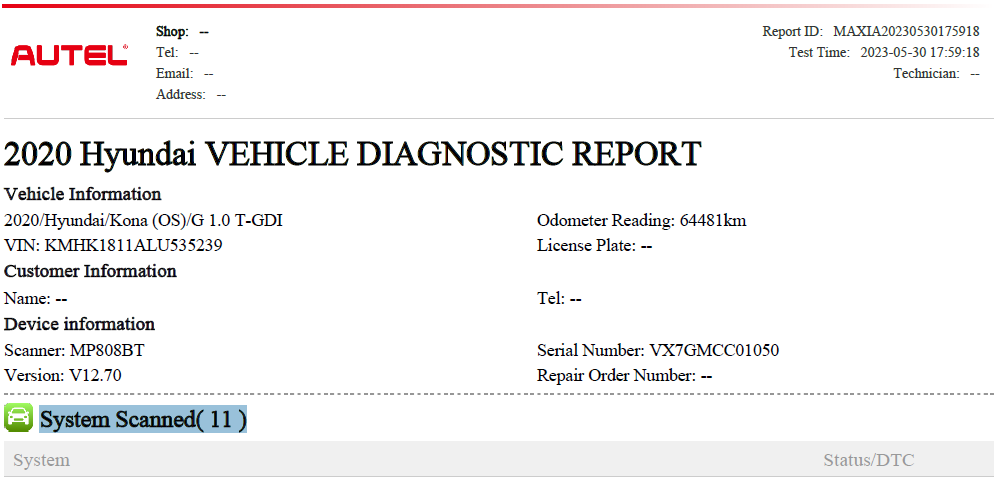 AUTEL®
Shop: --
Tel: --
Email: --
Address: --
Report ID: MAXIA20230530175918
Test Time: 2023-05-30 17:59:18
Technician: --
2020 Hyundai VEHICLE DIAGNOSTIC REPORT
Vehicle Information
2020/Hyundai/Kona (OS)/G 1.0 T-GDI
Odometer Reading: 64481km
VIN: KMHK1811ALU535239
License Plate: --
Customer Information
Name: --
Tel: --
Device information
Scanner: MP808BT
Serial Number: VX7GMCC01050
Version: V12.70
Repair Order Number: --
System Scanned( 11 )
System
Status/DTC